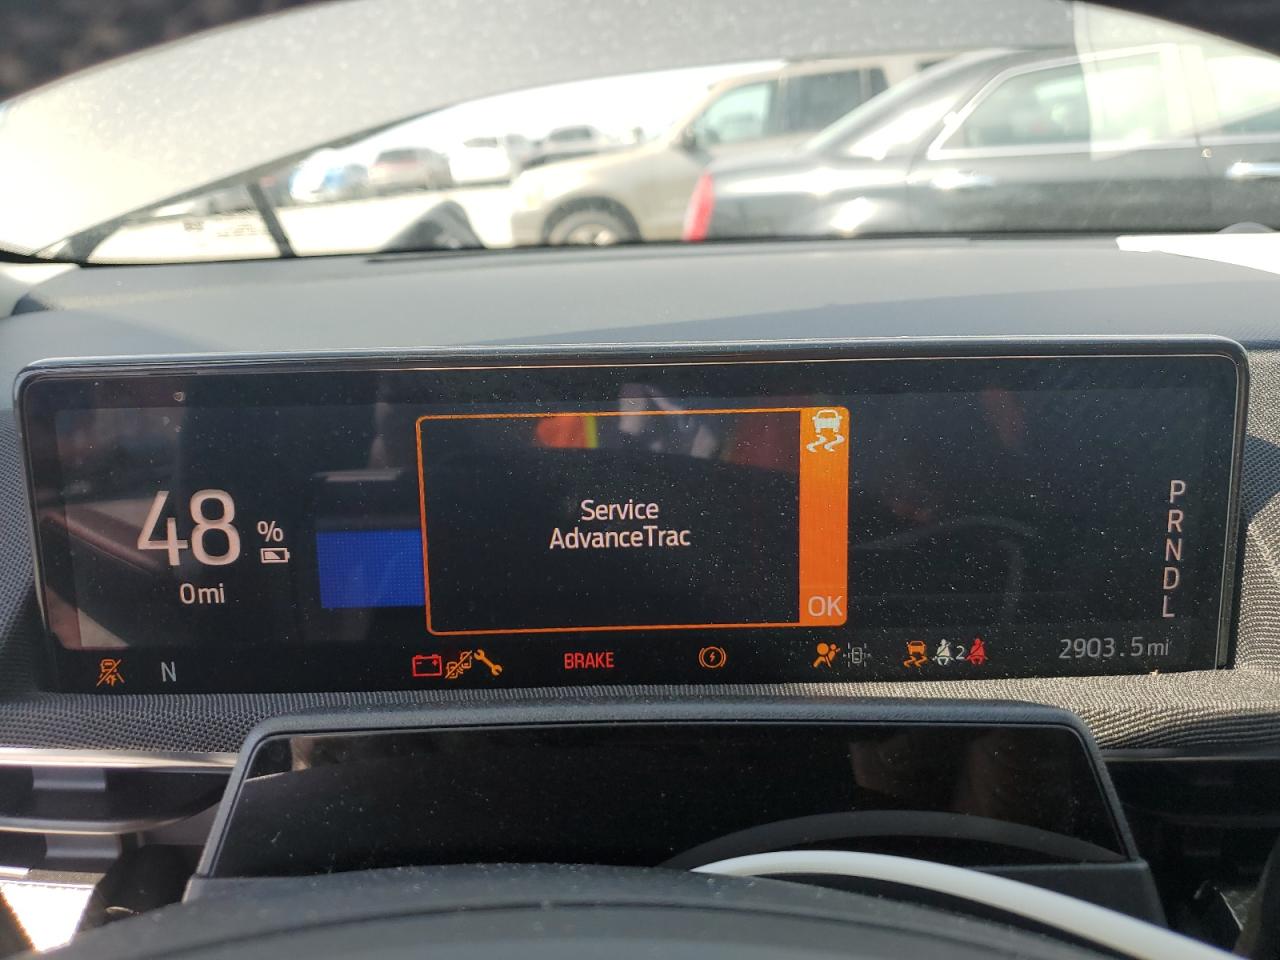 48 %
0mi
Service
AdvanceTrac
OK
P
R
N
D
L
N
BRAKE
2
2903.5mi